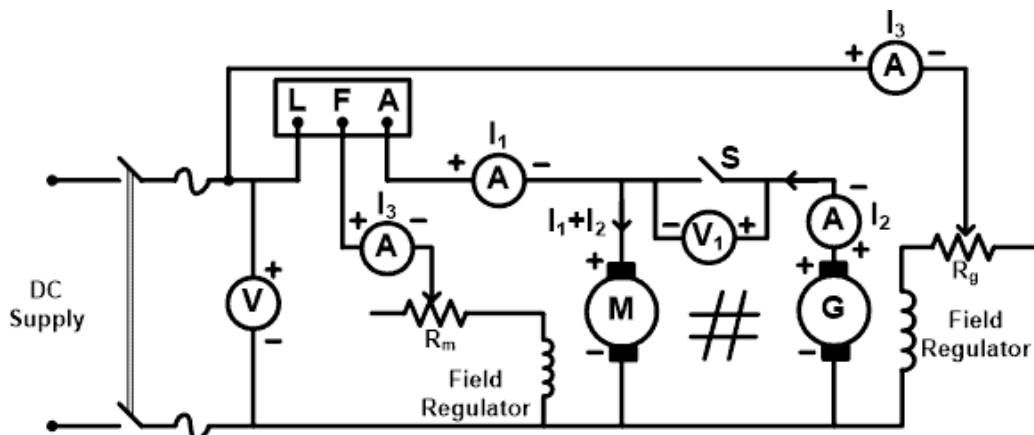 I3
+ A −
L F A
I1
+ A −
S
I3
+ A −
I1+I2
− V1 +
−
A I2
+
Rg
DC
Supply
+
V
−
Rm
+
M
−
+
G
−
Field
Regulator
Field
Regulator